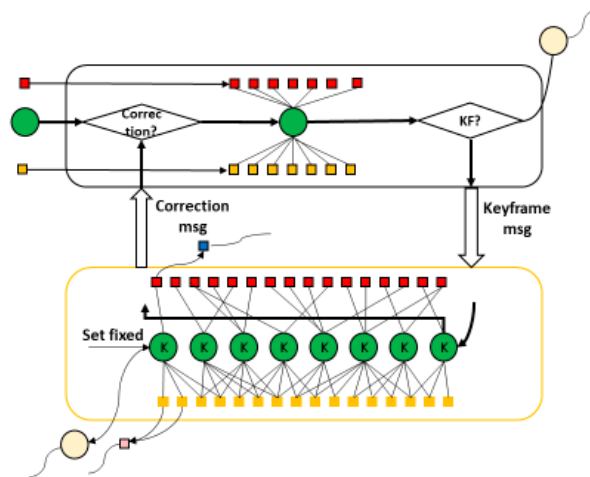 Correc
tion?
KF?
Correction
msg
Keyframe
msg
Set fixed
K K K K K K K K